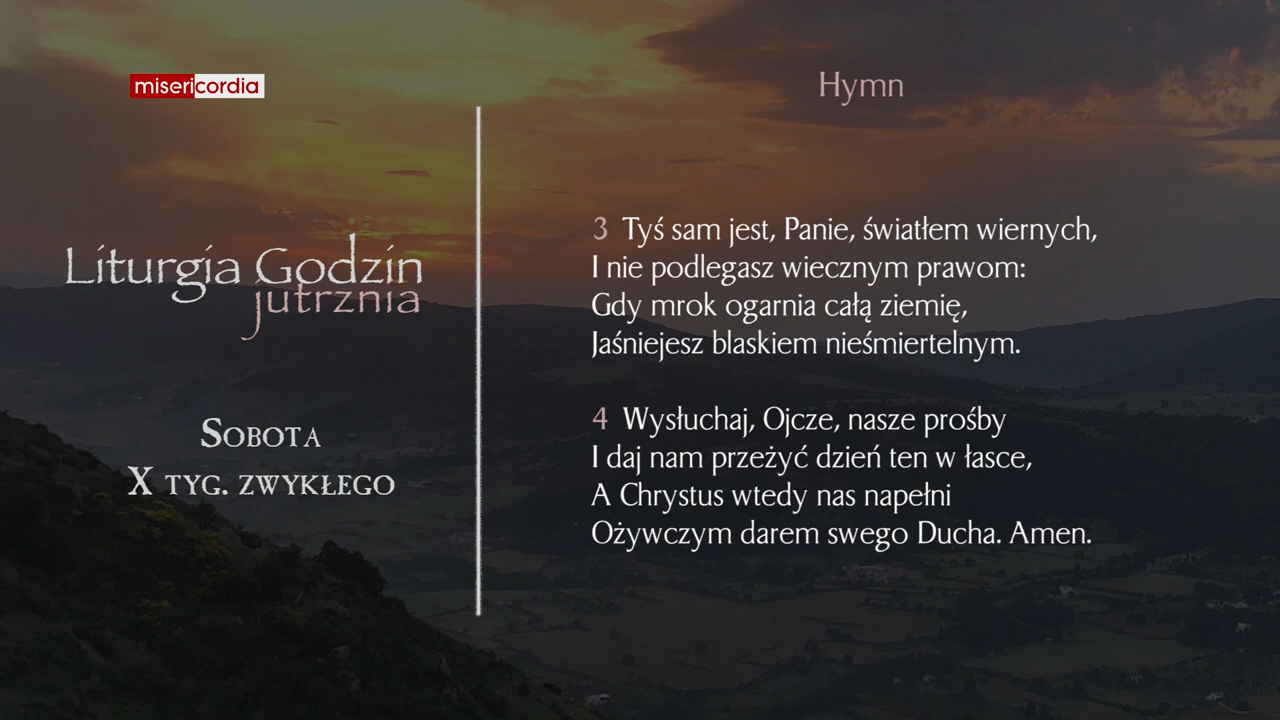 misericordia
Liturgia Godzin
jutrznia
Sobota
X tyg. zwykłego
Hymn
3 Tyś sam jest, Panie, światłem wiernych,
I nie podlegasz wiecznym prawom:
Gdy mrok ogarnia całą ziemię,
Jaśniejesz blaskiem nieśmiertelnym.
4 Wysłuchaj, Ojcze, nasze prośby
I daj nam przeżyć dzień ten w łasce,
A Chrystus wtedy nas napełni
Ożywczym darem swego Ducha. Amen.